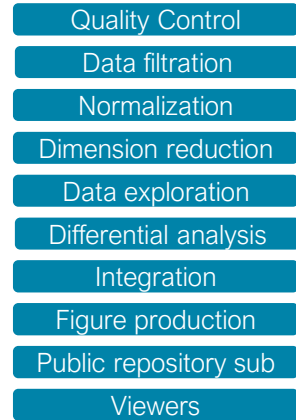 Quality Control
Data filtration
Normalization
Dimension reduction
Data exploration
Differential analysis
Integration
Figure production
Public repository sub
Viewers